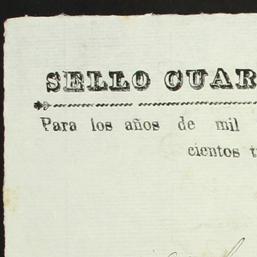 SELLO CUAR
Para los años de mil
cientos t